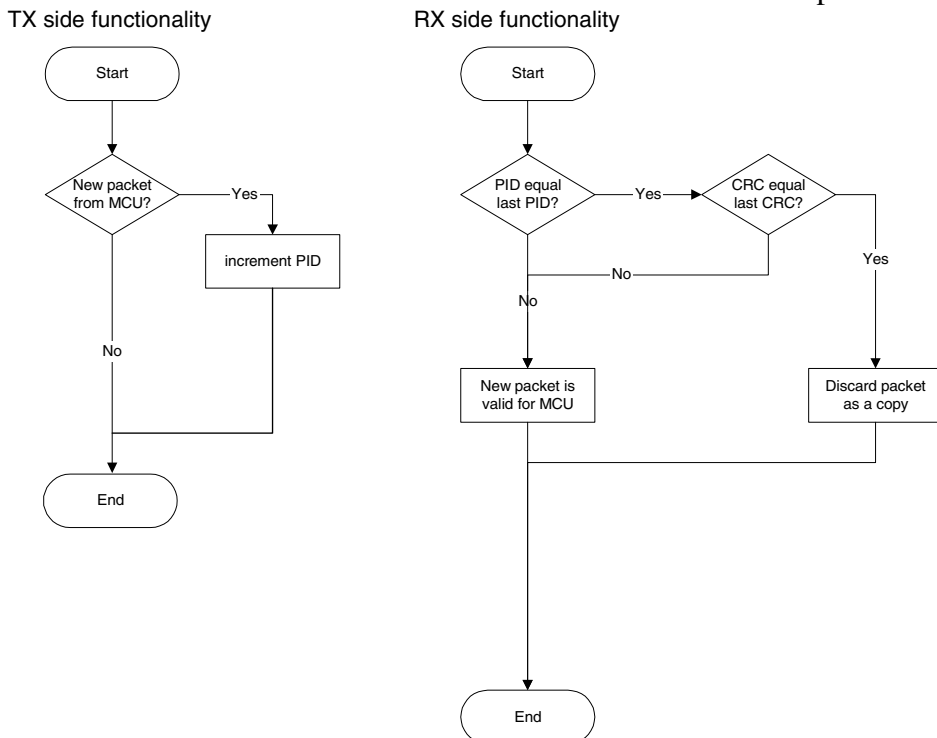 TX side functionality
Start
New packet
from MCU?
Yes
increment PID
No
End
RX side functionality
Start
PID equal
last PID?
Yes
CRC equal
last CRC?
Yes
No
No
New packet is
valid for MCU
Discard packet
as a copy
End